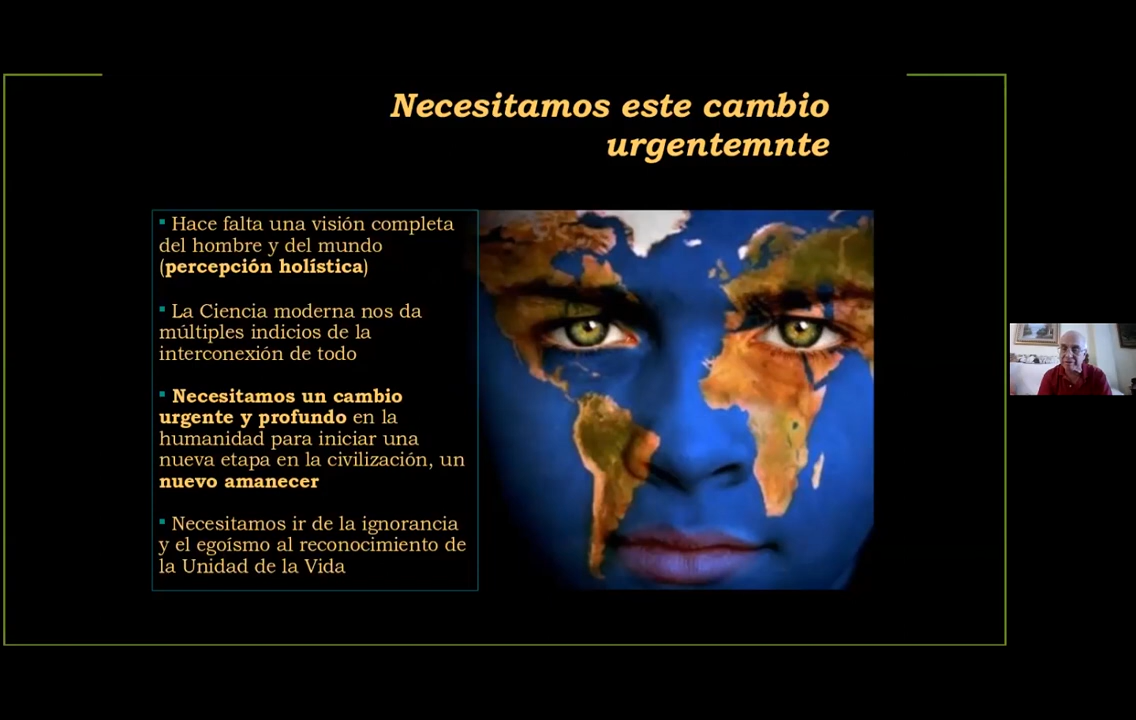 Necesitamos este cambio
urgentemnte
▪ Hace falta una visión completa
del hombre y del mundo
(percepción holística)
▪ La Ciencia moderna nos da
múltiples indicios de la
interconexión de todo
▪ Necesitamos un cambio
urgente y profundo en la
humanidad para iniciar una
nueva etapa en la civilización, un
nuevo amanecer
▪ Necesitamos ir de la ignorancia
y el egoísmo al reconocimiento de
la Unidad de la Vida